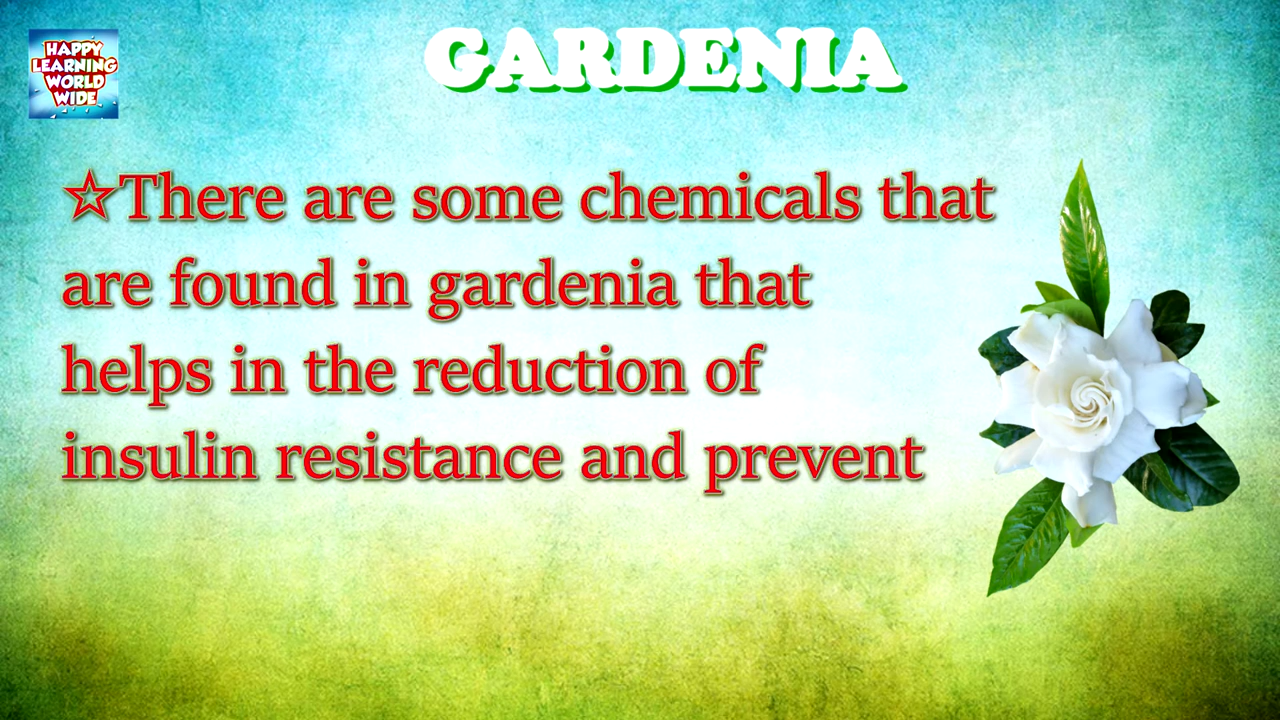 HAPPY
LEARNING
WORLD
WIDE
GARDENIA
☆There are some chemicals that
are found in gardenia that
helps in the reduction of
insulin resistance and prevent